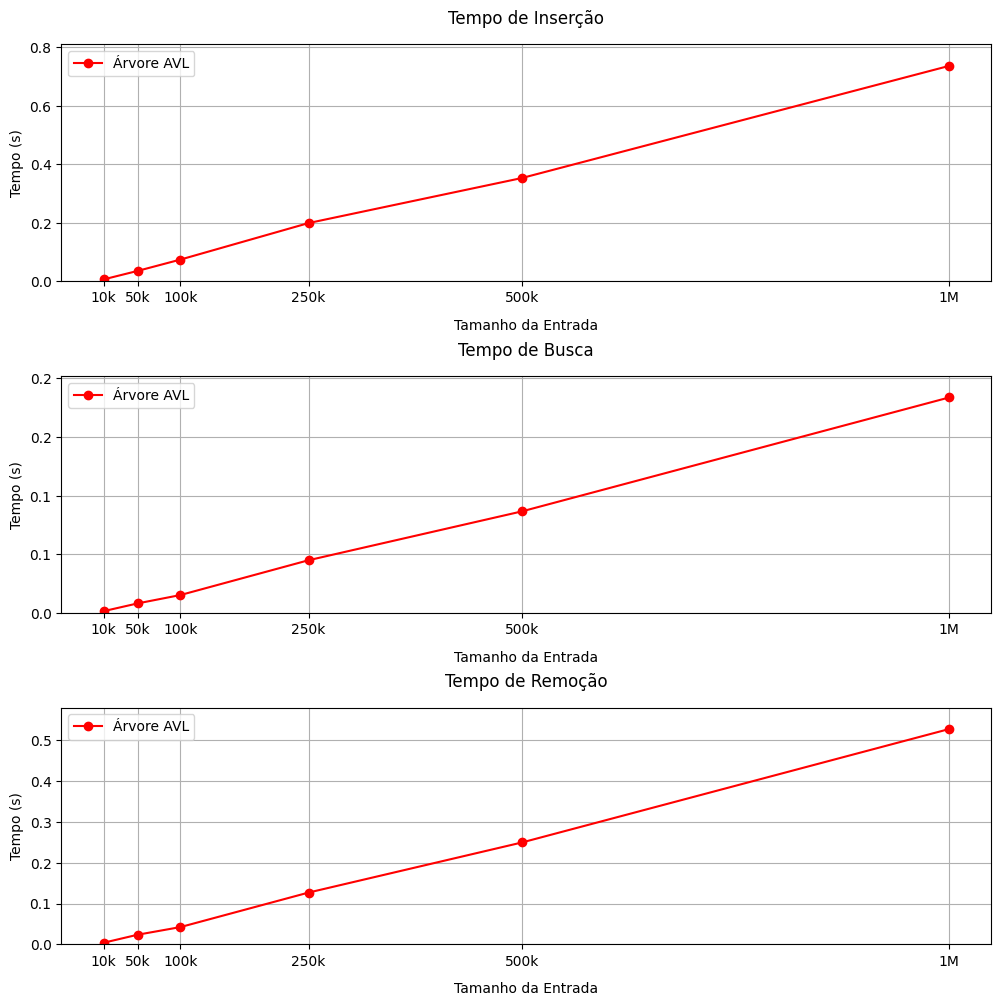 Tempo de Inserção
Árvore AVL
Tempo (s)
0.8
0.6
0.4
0.2
0.0
10k 50k 100k 250k 500k 1M
Tamanho da Entrada
Tempo de Busca
Árvore AVL
Tempo (s)
0.2
0.2
0.1
0.1
0.0
10k 50k 100k 250k 500k 1M
Tamanho da Entrada
Tempo de Remoção
Árvore AVL
Tempo (s)
0.5
0.4
0.3
0.2
0.1
0.0
10k 50k 100k 250k 500k 1M
Tamanho da Entrada